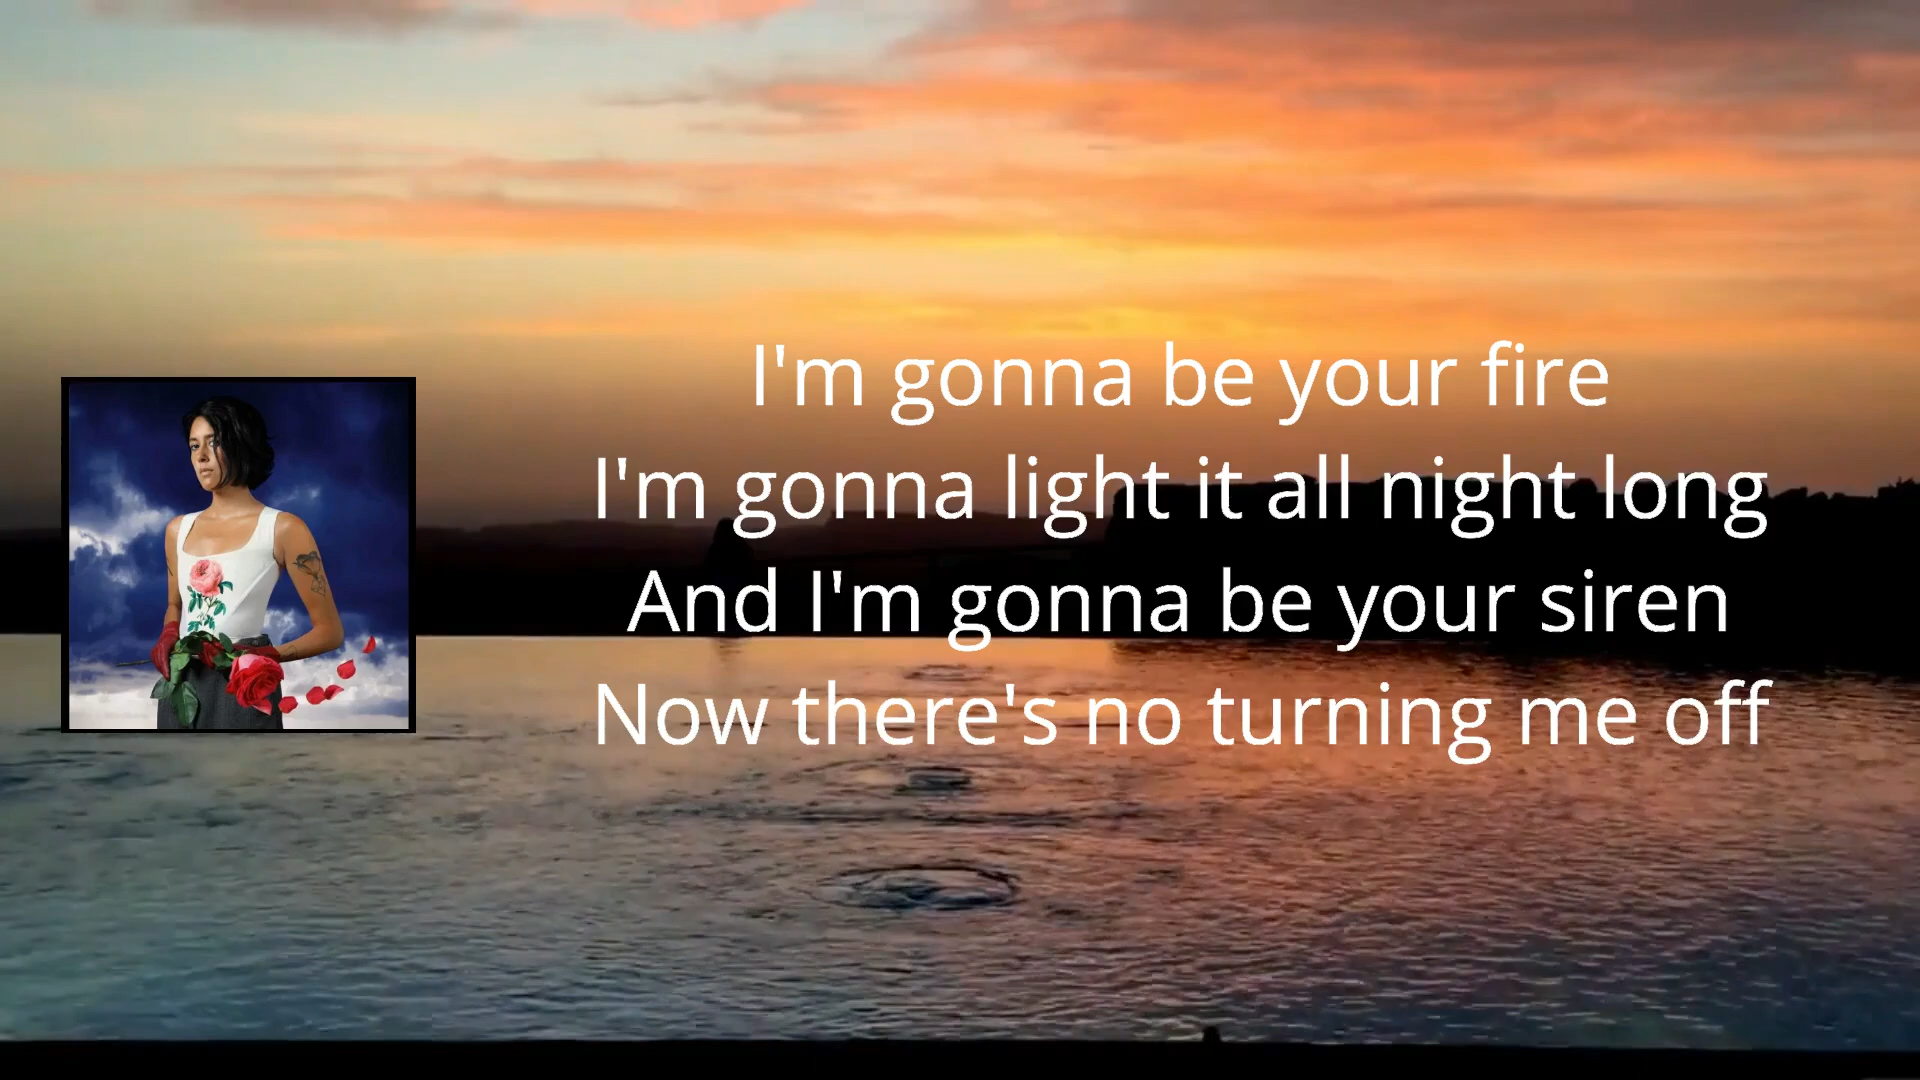 I'm gonna be your fire
I'm gonna light it all night long
And I'm gonna be your siren
Now there's no turning me off